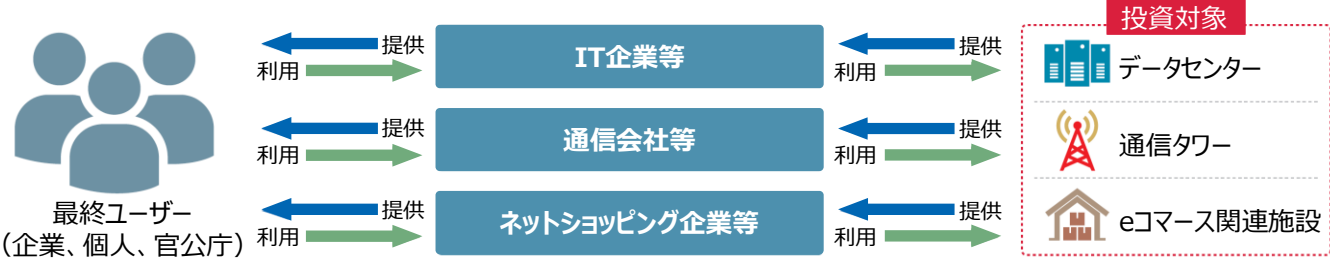 投資対象
提供
利用
IT企業等
提供
利用
データセンター
提供
利用
通信会社等
提供
利用
通信タワー
提供
利用
ネットショッピング企業等
提供
利用
eコマース関連施設
最終ユーザー
(企業、個人、官公庁)